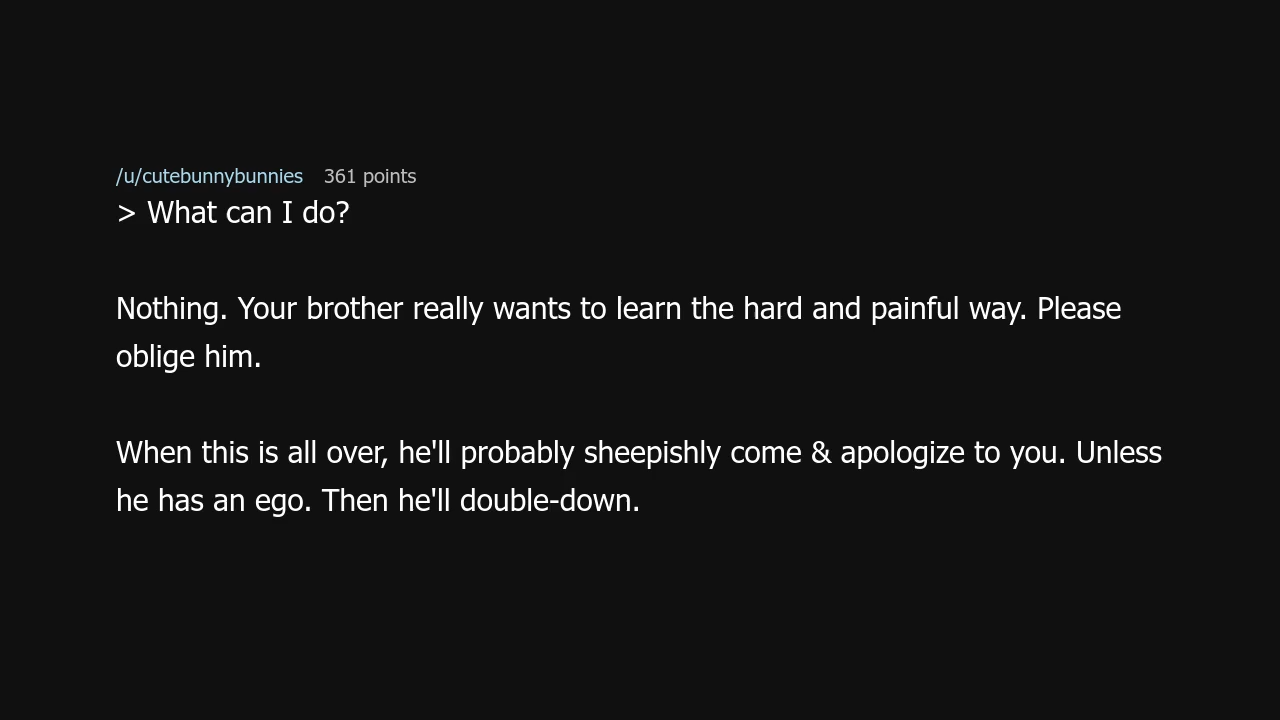 /u/cutebunnybunnies 361 points
> What can I do?
Nothing. Your brother really wants to learn the hard and painful way. Please
oblige him.
When this is all over, he'll probably sheepishly come & apologize to you. Unless
he has an ego. Then he'll double-down.